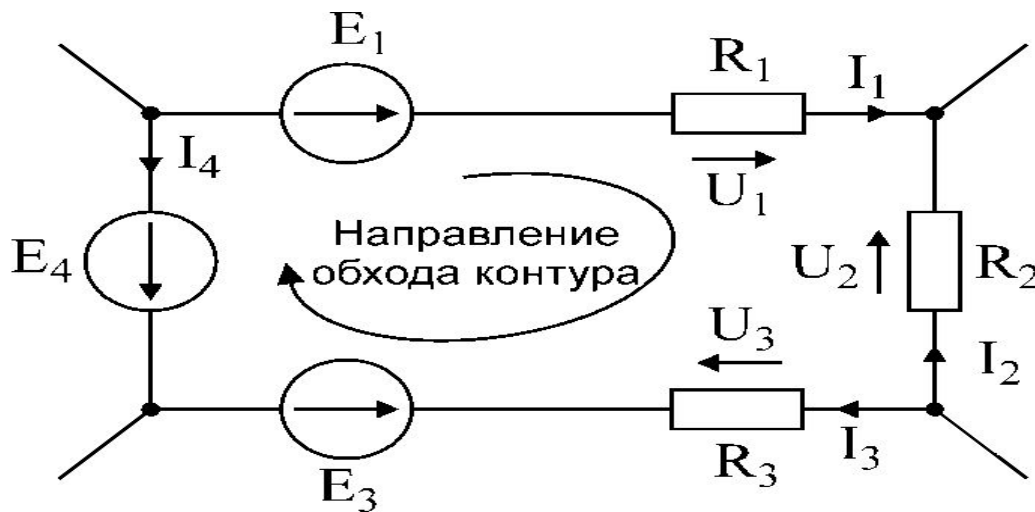 E₁
R₁
I₁
I₄
U₁
Направление
обхода контура
E₄
U₂
R₂
U₃
I₂
E₃
R₃
I₃